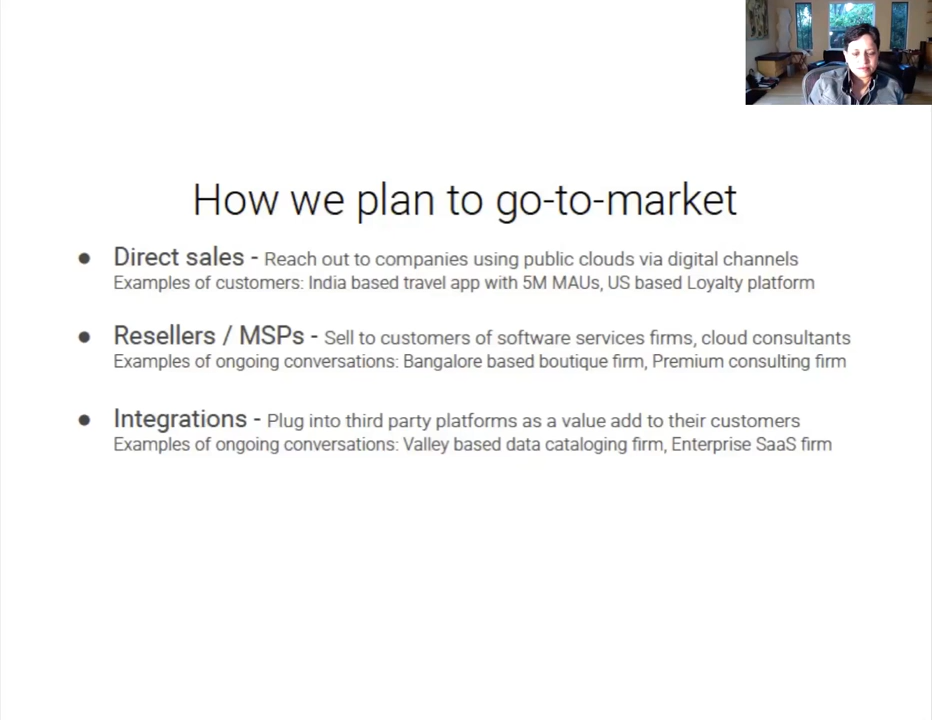 How we plan to go-to-market
● Direct sales - Reach out to companies using public clouds via digital channels
Examples of customers: India based travel app with 5M MAUs, US based Loyalty platform
● Resellers / MSPs - Sell to customers of software services firms, cloud consultants
Examples of ongoing conversations: Bangalore based boutique firm, Premium consulting firm
● Integrations - Plug into third party platforms as a value add to their customers
Examples of ongoing conversations: Valley based data cataloging firm, Enterprise SaaS firm